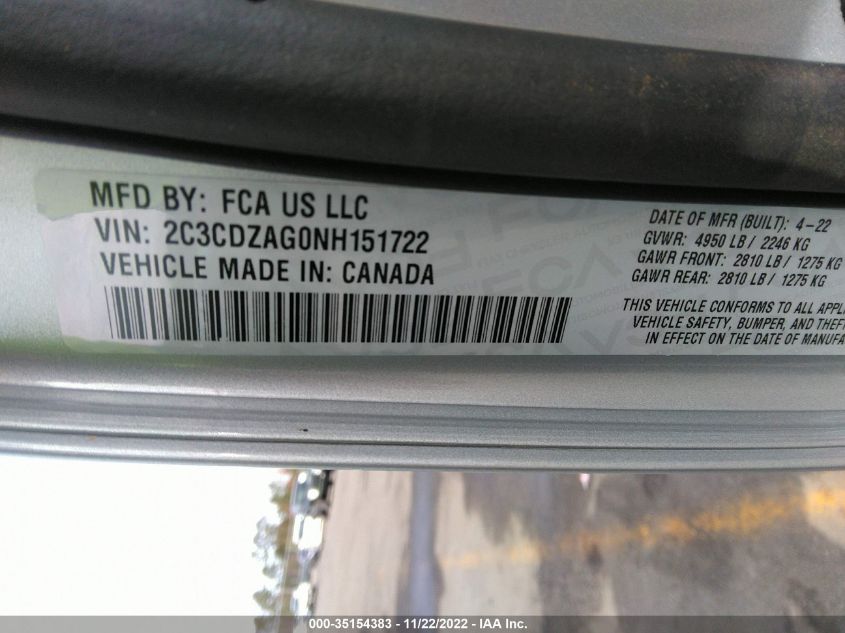 MFD BY: FCA US LLC
VIN: 2C3CDZAG0NH151722
VEHICLE MADE IN: CANADA
DATE OF MFR (BUILT): 4-22
GVWR: 4950 LB / 2246 KG
GAWR FRONT: 2810 LB / 1275 KG
GAWR REAR: 2810 LB / 1275 KG
THIS VEHICLE CONFORMS TO ALL APPL
VEHICLE SAFETY, BUMPER, AND THEFT
IN EFFECT ON THE DATE OF MANUFA
000-35154383 - 11/22/2022 - IAA Inc.